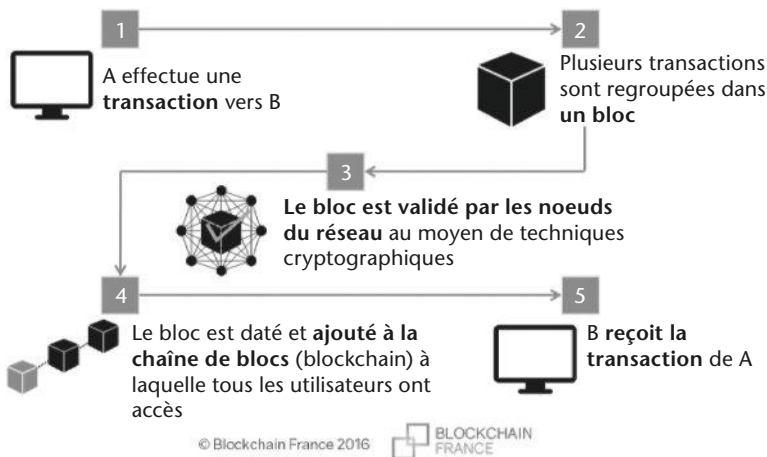 1
2
A effectue une
transaction vers B
Plusieurs transactions
sont regroupées dans
un bloc
3
Le bloc est validé par les noeuds
du réseau au moyen de techniques
cryptographiques
4
5
Le bloc est daté et ajouté à la
chaîne de blocs (blockchain) à
laquelle tous les utilisateurs ont
accès
B reçoit la
transaction de A
© Blockchain France 2016
BLOCKCHAIN
FRANCE